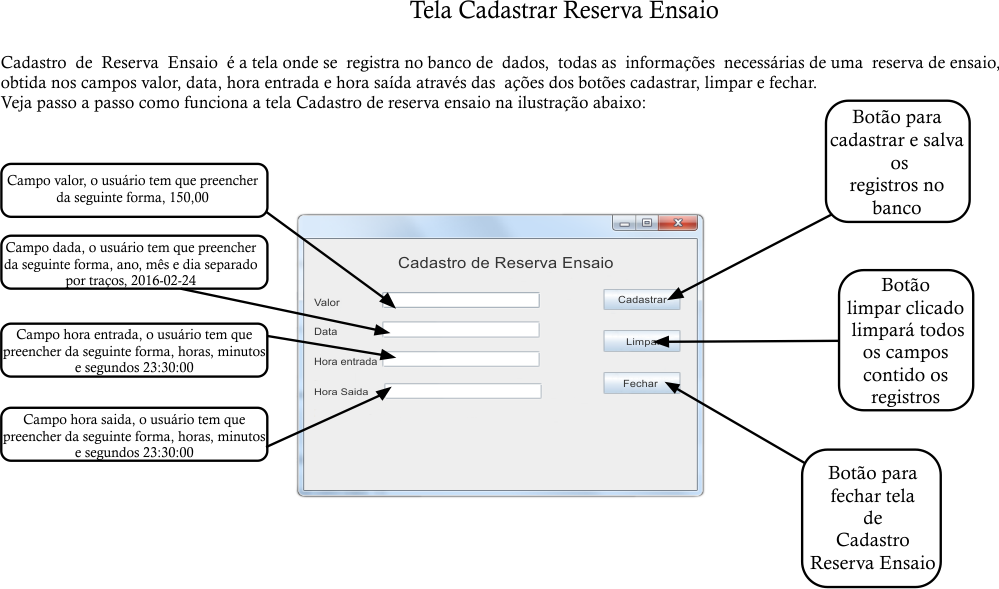 Tela Cadastrar Reserva Ensaio
Cadastro de Reserva Ensaio é a tela onde se registra no banco de dados, todas as informações necessárias de uma reserva de ensaio,
obtida nos campos valor, data, hora entrada e hora saída através das ações dos botões cadastrar, limpar e fechar.
Veja passo a passo como funciona a tela Cadastro de reserva ensaio na ilustração abaixo:
Campo valor, o usuário tem que preencher
da seguinte forma, 150,00
Campo dada, o usuário tem que preencher
da seguinte forma, ano, mês e dia separado
por traços, 2016-02-24
Campo hora entrada, o usuário tem que
preencher da seguinte forma, horas, minutos
e segundos 23:30:00
Campo hora saida, o usuário tem que
preencher da seguinte forma, horas, minutos
e segundos 23:30:00
Cadastro de Reserva Ensaio
Valor
Data
Hora entrada
Hora Saida
Cadastrar
Limpar
Fechar
Botão para
cadastrar e salva
os
registros no
banco
Botão
limpar clicado
limpará todos
os campos
contido os
registros
Botão para
fechar tela
de
Cadastro
Reserva Ensaio